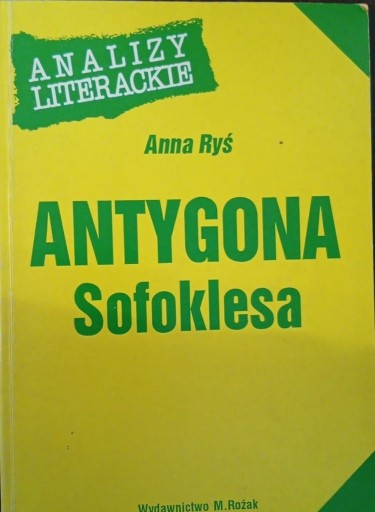 ANALIZY
LITERACKIE
Anna Ryś
ANTYGONA
Sofoklesa
Wydawnictwo M.Rożak